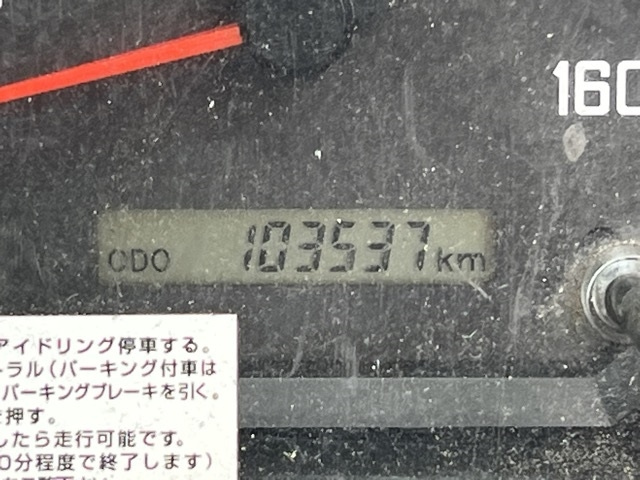 160
ODO 103537 km
アイドリング停車する。
ラル(パーキング付車は
パーキングブレーキを引く。
を押す。
したら走行可能です。
0分程度で終了します)